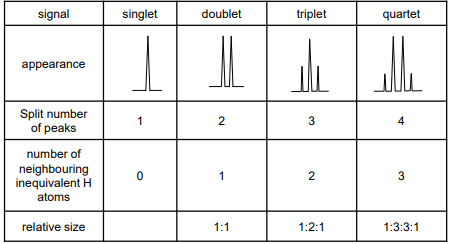 signal singlet doublet triplet quartet
appearance
Split number
of peaks 1 2 3 4
number of
neighbouring
inequivalent H
atoms 0 1 2 3
relative size 1:1 1:2:1 1:3:3:1